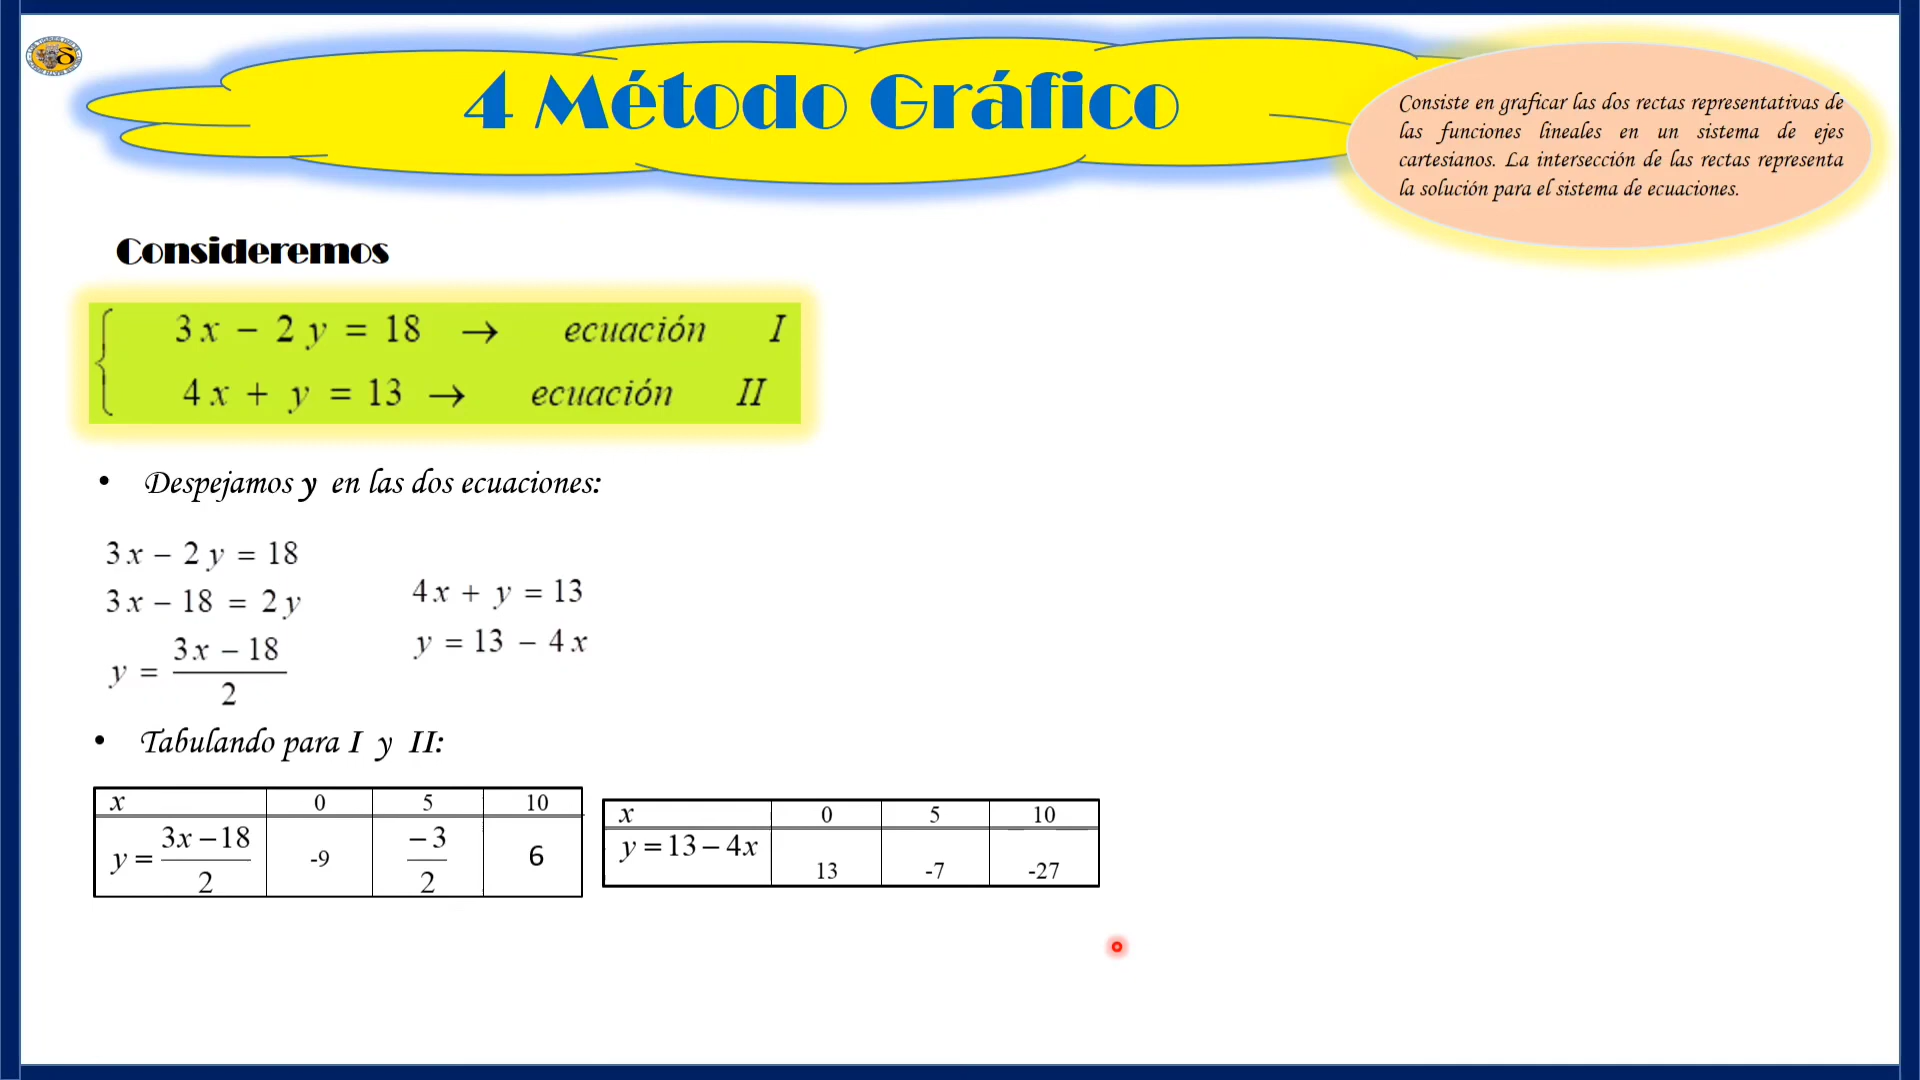 4 Método Gráfico
Consiste en graficar las dos rectas representativas de
las funciones lineales en un sistema de ejes
cartesianos. La intersección de las rectas representa
la solución para el sistema de ecuaciones.
Consideremos
3x − 2y = 18 → ecuación I
4x + y = 13 → ecuación II
• Despejamos y en las dos ecuaciones:
3x − 2y = 18
3x − 18 = 2y
y = (3x − 18)/2
4x + y = 13
y = 13 − 4x
• Tabulando para I y II:
x 0 5 10
y = (3x − 18)/2 -9 −3/2 6
x 0 5 10
y = 13 − 4x 13 -7 -27